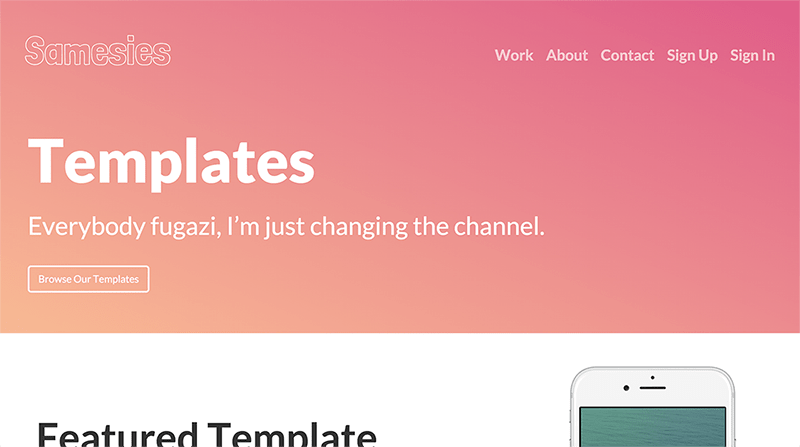 Samesies
Work About Contact Sign Up Sign In
Templates
Everybody fugazi, I’m just changing the channel.
Browse Our Templates
Featured Template